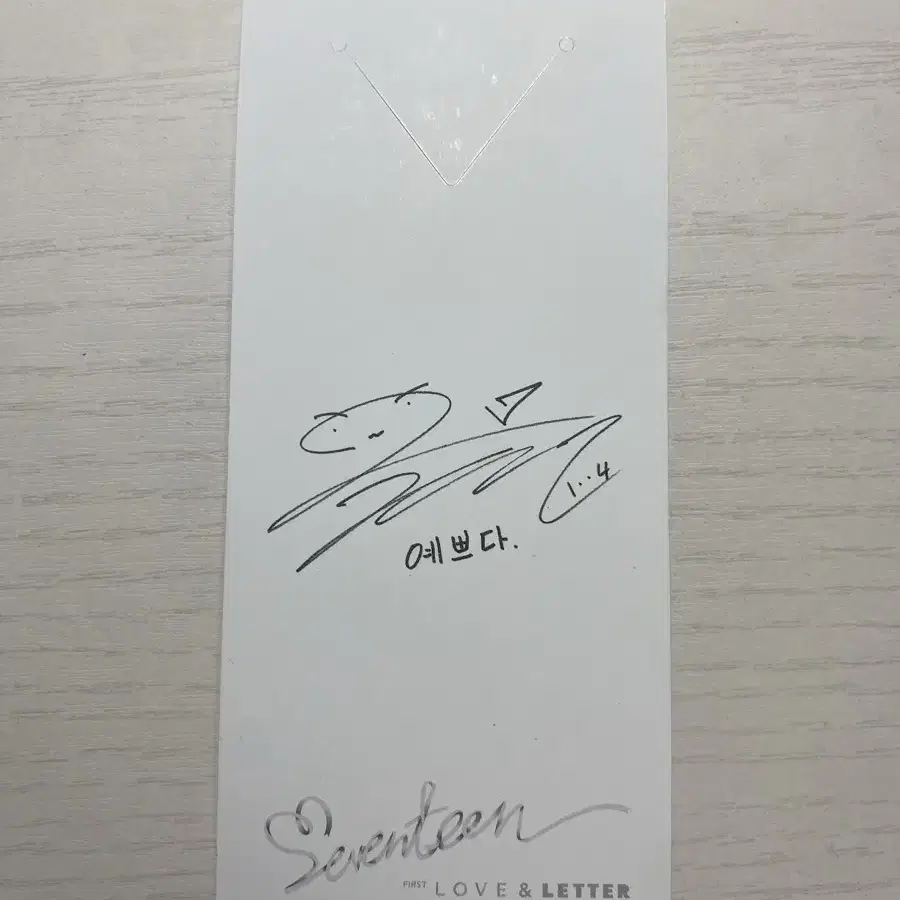 1..4
예쁘다.
Seventeen
FIRST LOVE & LETTER